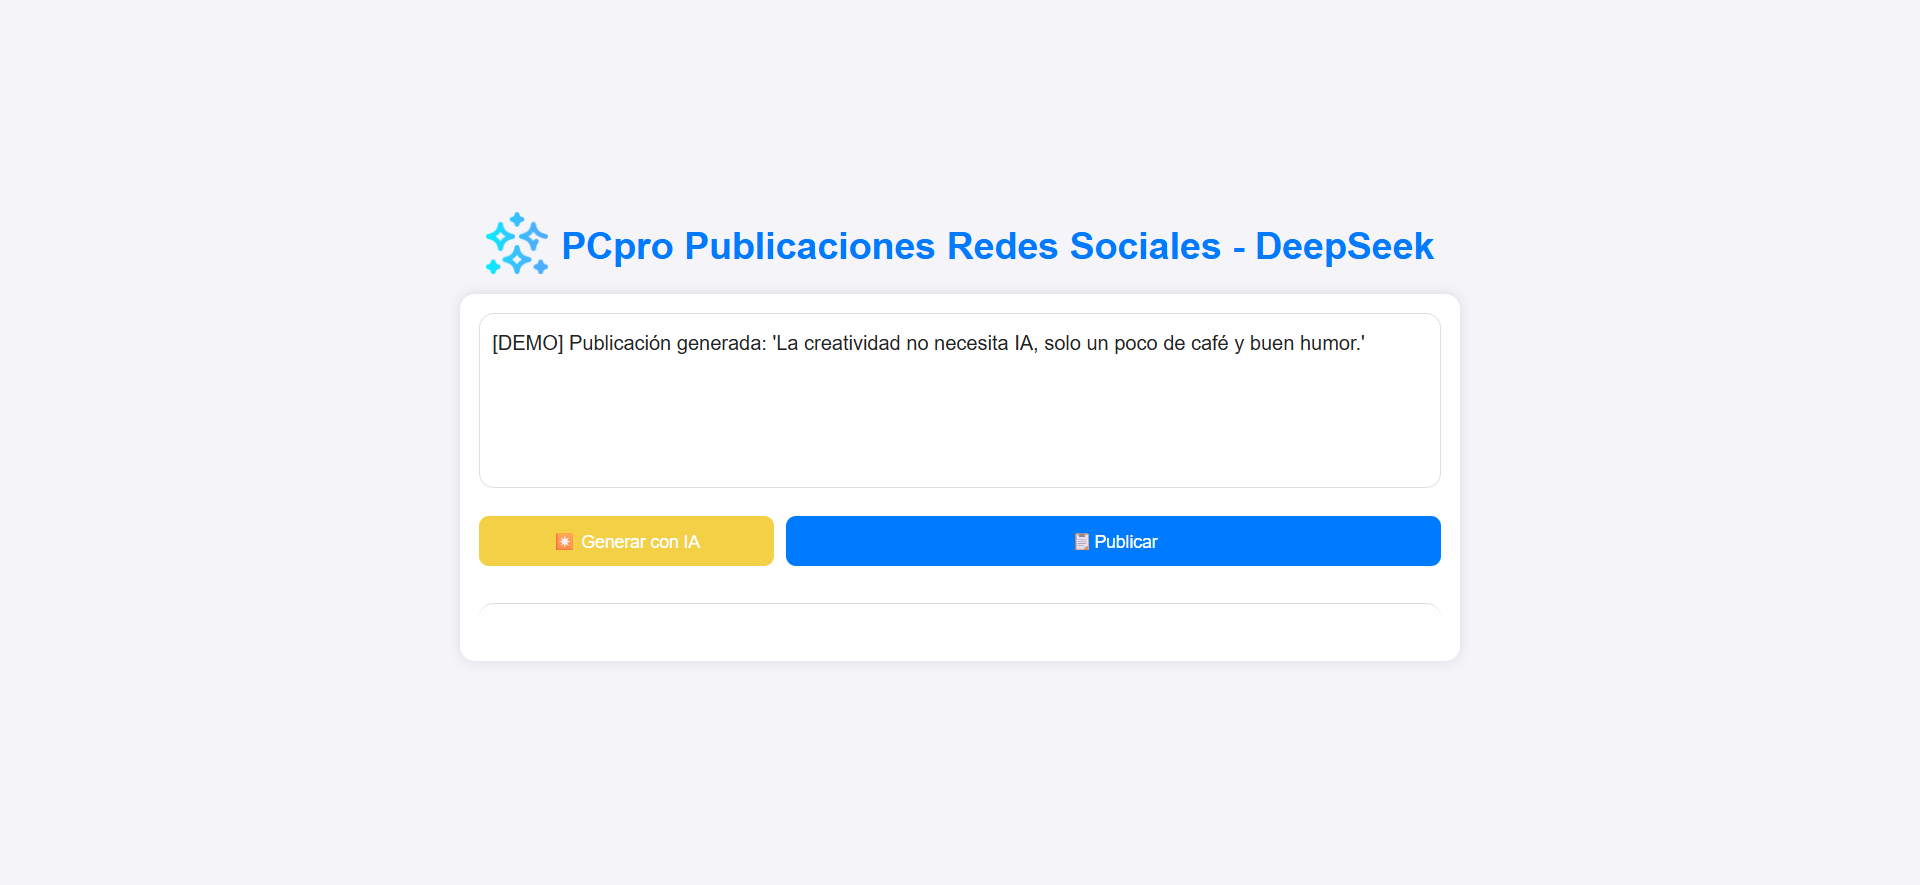 PCpro Publicaciones Redes Sociales - DeepSeek
[DEMO] Publicación generada: 'La creatividad no necesita IA, solo un poco de café y buen humor.'
Generar con IA
Publicar